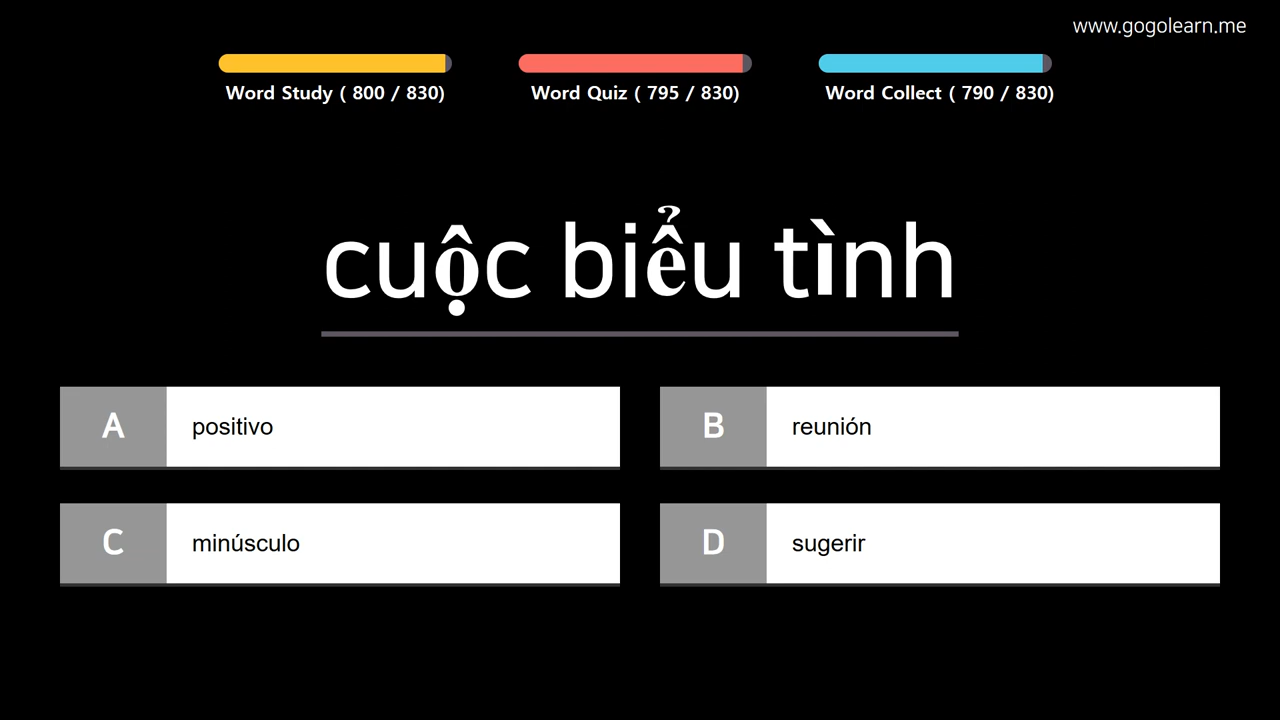 www.gogolearn.me
Word Study ( 800 / 830)
Word Quiz ( 795 / 830)
Word Collect ( 790 / 830)
cuộc biểu tình
A positivo
B reunión
C minúsculo
D sugerir